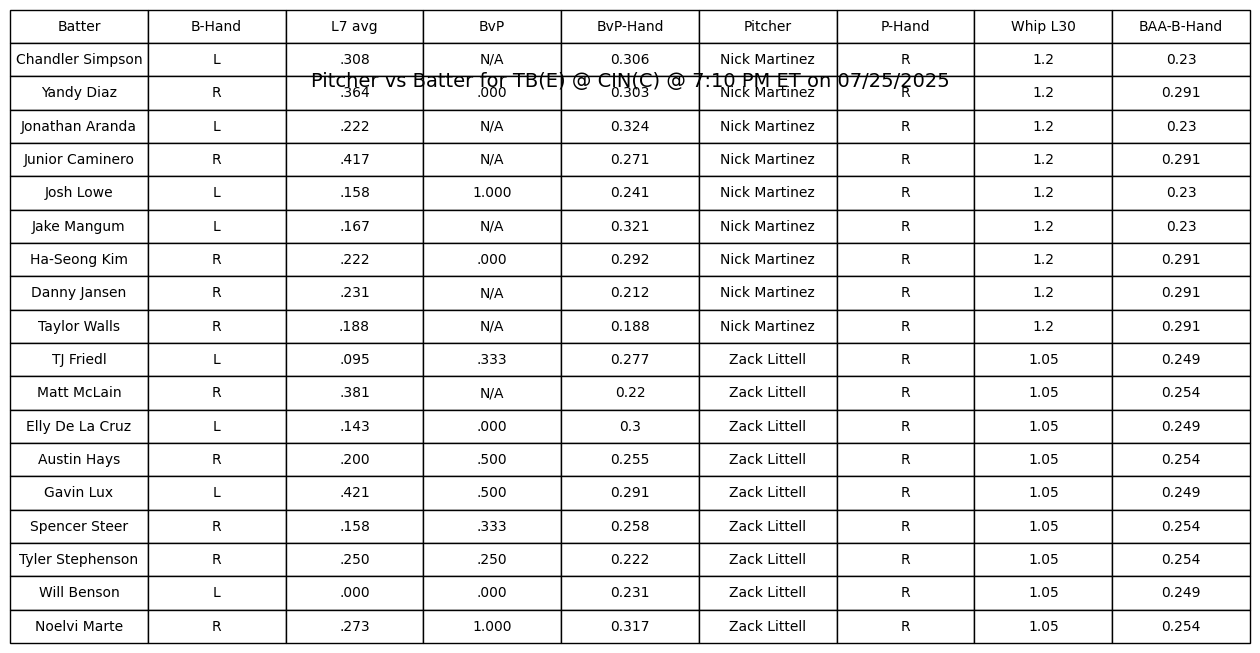 Batter B-Hand L7 avg BvP BvP-Hand Pitcher P-Hand Whip L30 BAA-B-Hand
Chandler Simpson L .308 N/A 0.306 Nick Martinez R 1.2 0.23
Pitcher vs Batter for TB(E) @ CIN(C) @ 7:10 PM ET on 07/25/2025
Yandy Diaz R .364 .000 0.303 Nick Martinez R 1.2 0.291
Jonathan Aranda L .222 N/A 0.324 Nick Martinez R 1.2 0.23
Junior Caminero R .417 N/A 0.271 Nick Martinez R 1.2 0.291
Josh Lowe L .158 1.000 0.241 Nick Martinez R 1.2 0.23
Jake Mangum L .167 N/A 0.321 Nick Martinez R 1.2 0.23
Ha-Seong Kim R .222 .000 0.292 Nick Martinez R 1.2 0.291
Danny Jansen R .231 N/A 0.212 Nick Martinez R 1.2 0.291
Taylor Walls R .188 N/A 0.188 Nick Martinez R 1.2 0.291
TJ Friedl L .095 .333 0.277 Zack Littell R 1.05 0.249
Matt McLain R .381 N/A 0.22 Zack Littell R 1.05 0.254
Elly De La Cruz L .143 .000 0.3 Zack Littell R 1.05 0.249
Austin Hays R .200 .500 0.255 Zack Littell R 1.05 0.254
Gavin Lux L .421 .500 0.291 Zack Littell R 1.05 0.249
Spencer Steer R .158 .333 0.258 Zack Littell R 1.05 0.254
Tyler Stephenson R .250 .250 0.222 Zack Littell R 1.05 0.254
Will Benson L .000 .000 0.231 Zack Littell R 1.05 0.249
Noelvi Marte R .273 1.000 0.317 Zack Littell R 1.05 0.254